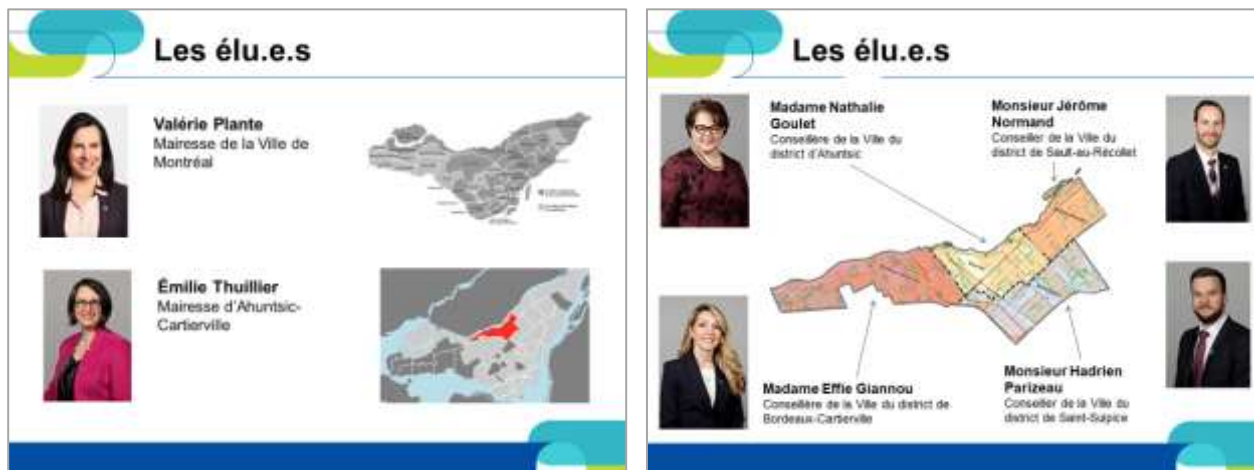 Les élu.e.s
Valérie Plante
Mairesse de la Ville de
Montréal
Émilie Thuillier
Mairesse d'Ahuntsic-
Cartierville
Les élu.e.s
Madame Nathalie
Goulet
Conseillère de la Ville du
district d'Ahuntsic
Monsieur Jérôme
Normand
Conseiller de la Ville du
district de Sault-au-Récollet
Madame Effie Giannou
Conseillère de la Ville du district de
Bordeaux-Cartierville
Monsieur Hadrien
Parizeau
Conseiller de la Ville du
district de Saint-Sulpice